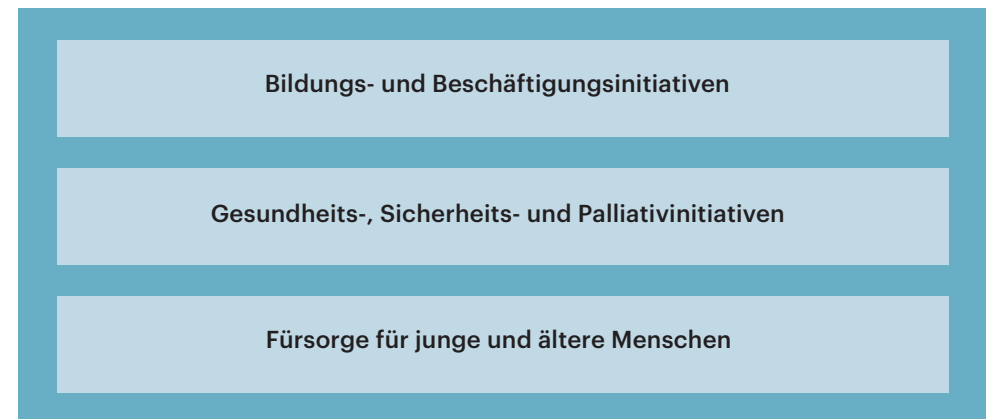 Bildungs- und Beschäftigungsinitiativen
Gesundheits-, Sicherheits- und Palliativinitiativen
Fürsorge für junge und ältere Menschen